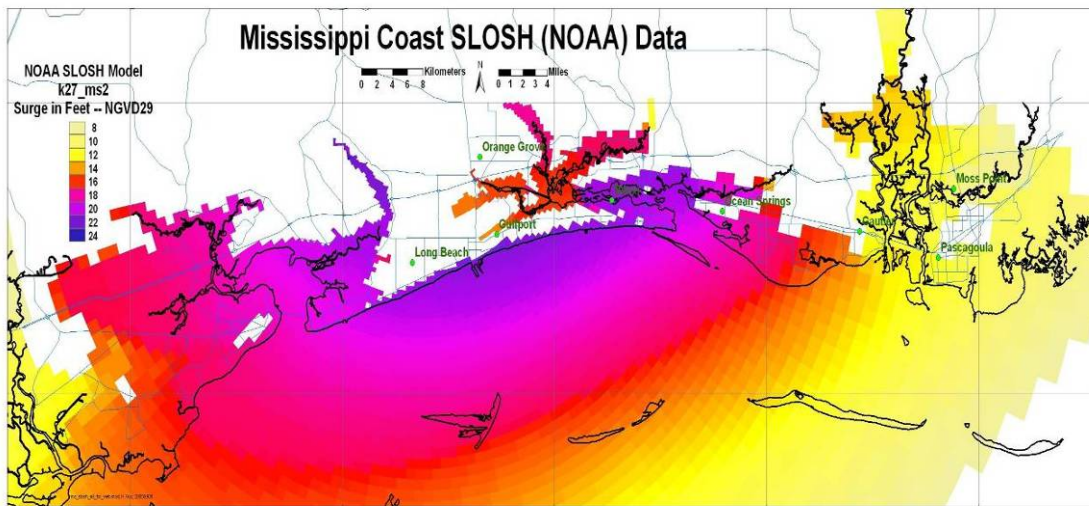 Mississippi Coast SLOSH (NOAA) Data
NOAA SLOSH Model
k27_ms2
Surge in Feet -- NGVD29
8
10
12
14
16
18
20
22
24
Kilometers
0 2 4 6 8
N
Miles
0 1 2 3 4
Orange Grove
Moss Point
Ocean Springs
Gulfport
Gautier
Long Beach
Pascagoula